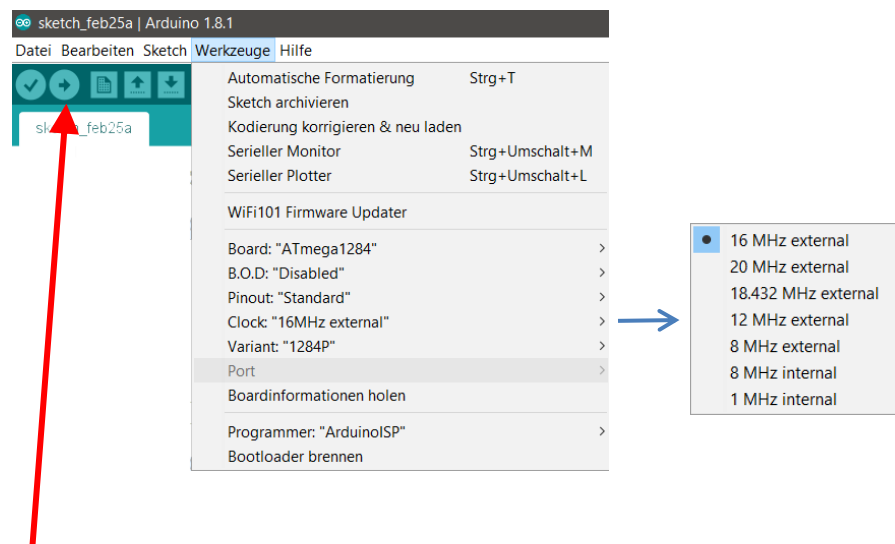 sketch_feb25a | Arduino 1.8.1
Datei Bearbeiten Sketch Werkzeuge Hilfe
sketch_feb25a
Automatische Formatierung Strg+T
Sketch archivieren
Kodierung korrigieren & neu laden
Serieller Monitor Strg+Umschalt+M
Serieller Plotter Strg+Umschalt+L
WiFi101 Firmware Updater
Board: "ATmega1284"
B.O.D: "Disabled"
Pinout: "Standard"
Clock: "16MHz external"
Variant: "1284P"
Port
Boardinformationen holen
Programmer: "ArduinoISP"
Bootloader brennen
16 MHz external
20 MHz external
18.432 MHz external
12 MHz external
8 MHz external
8 MHz internal
1 MHz internal